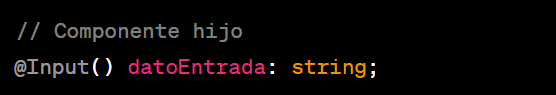 // Componente hijo
@Input() datoEntrada: string;